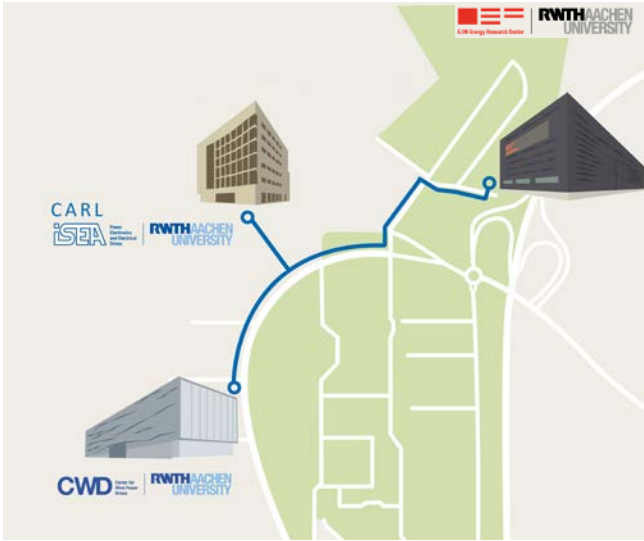 E.ON Energy Research Center
RWTHAACHEN
UNIVERSITY
CARL
iSEA
Power
Electronics
and Electrical
Drives
RWTHAACHEN
UNIVERSITY
CWD
Center for
Wind Power
Drives
RWTHAACHEN
UNIVERSITY